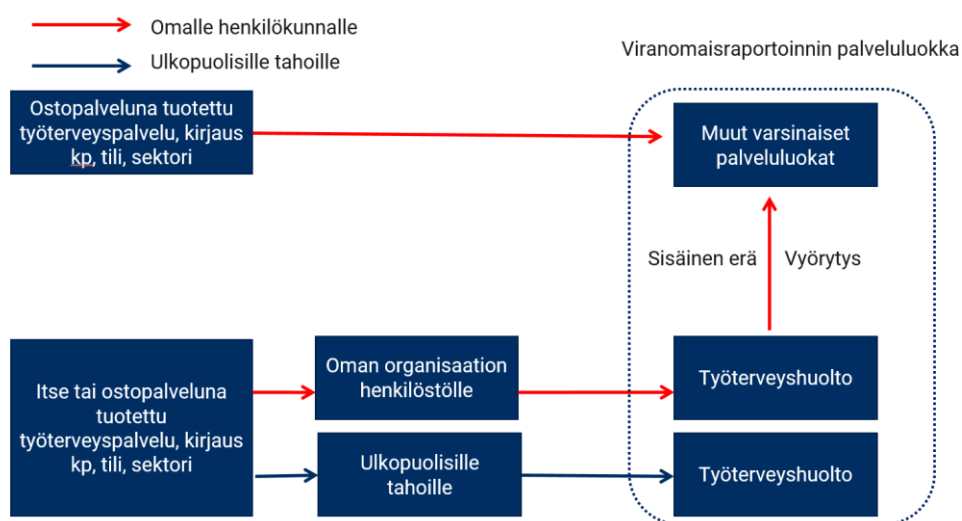 Omalle henkilökunnalle
Ulkopuolisille tahoille
Viranomaisraportoinnin palveluluokka
Ostopalveluna tuotettu
työterveyspalvelu, kirjaus
kp, tili, sektori
Muut varsinaiset
palveluluokat
Sisäinen erä
Vyörytys
Itse tai ostopalveluna
tuotettu
työterveyspalvelu, kirjaus
kp, tili, sektori
Oman organisaation
henkilöstölle
Työterveyshuolto
Ulkopuolisille
tahoille
Työterveyshuolto